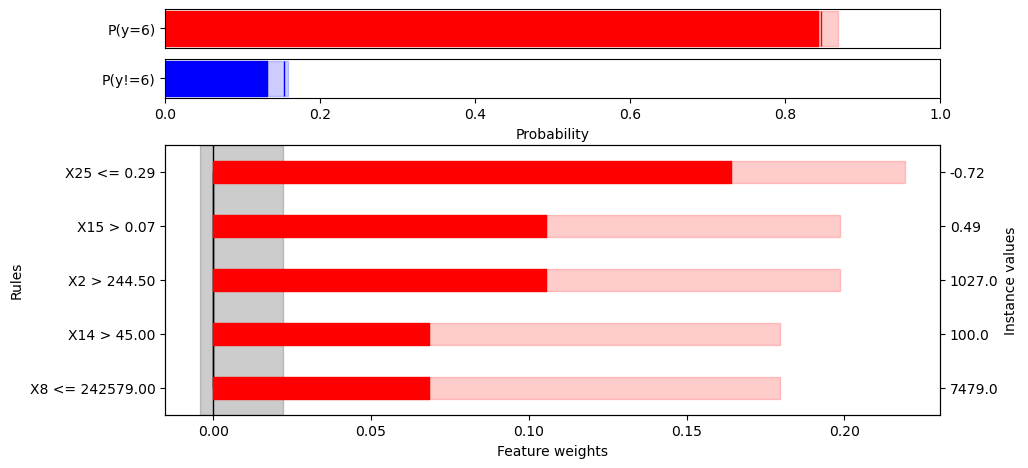 P(y=6)
P(y!=6)
0.0 0.2 0.4 0.6 0.8 1.0
Probability
X25 <= 0.29 -0.72
X15 > 0.07 0.49
X2 > 244.50 1027.0
X14 > 45.00 100.0
X8 <= 242579.00 7479.0
Rules
Instance values
0.00 0.05 0.10 0.15 0.20
Feature weights